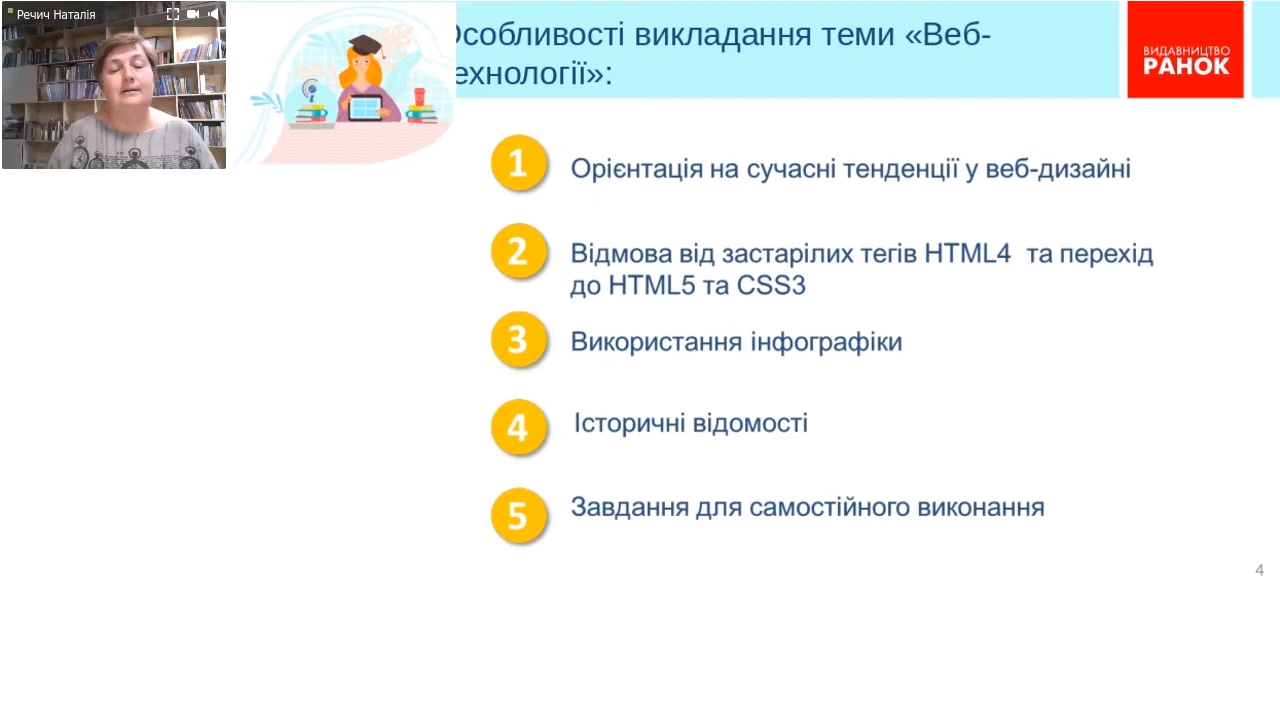 Речич Наталія
Особливості викладання теми «Веб-
технології»:
ВИДАВНИЦТВО
РАНОК
1
Орієнтація на сучасні тенденції у веб-дизайні
2
Відмова від застарілих тегів HTML4 та перехід
до HTML5 та CSS3
3
Використання інфографіки
4
Історичні відомості
5
Завдання для самостійного виконання
4